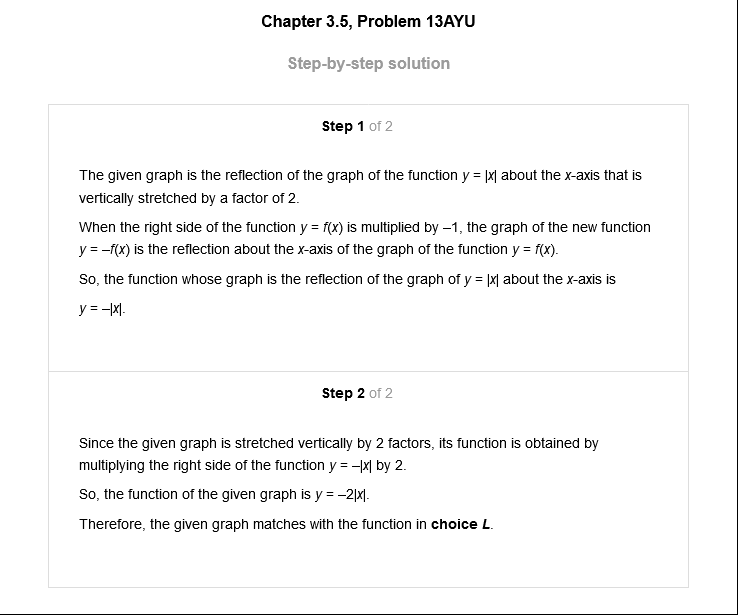 Chapter 3.5, Problem 13AYU
Step-by-step solution
Step 1 of 2
The given graph is the reflection of the graph of the function y = |x| about the x-axis that is
vertically stretched by a factor of 2.
When the right side of the function y = f(x) is multiplied by –1, the graph of the new function
y = –f(x) is the reflection about the x-axis of the graph of the function y = f(x).
So, the function whose graph is the reflection of the graph of y = |x| about the x-axis is
y = –|x|.
Step 2 of 2
Since the given graph is stretched vertically by 2 factors, its function is obtained by
multiplying the right side of the function y = –|x| by 2.
So, the function of the given graph is y = –2|x|.
Therefore, the given graph matches with the function in choice L.